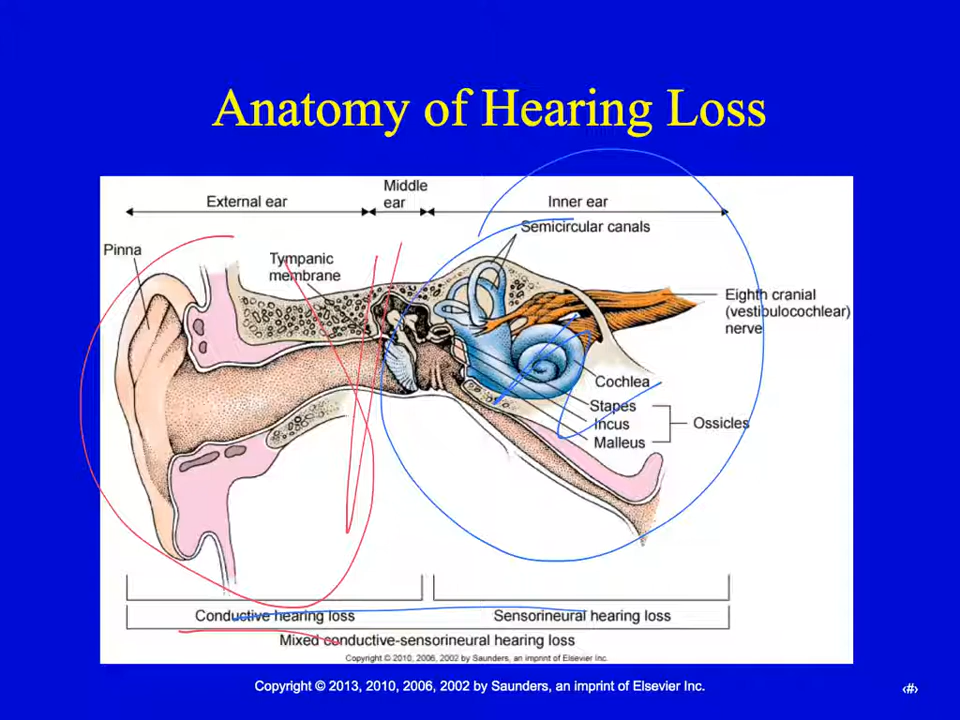 Anatomy of Hearing Loss
External ear
Middle
ear
Inner ear
Pinna
Tympanic
membrane
Semicircular canals
Eighth cranial
(vestibulocochlear)
nerve
Cochlea
Stapes
Incus
Malleus
Ossicles
Conductive hearing loss
Sensorineural hearing loss
Mixed conductive-sensorineural hearing loss
Copyright © 2010, 2006, 2002 by Saunders, an imprint of Elsevier Inc.
Copyright © 2013, 2010, 2006, 2002 by Saunders, an imprint of Elsevier Inc.
‹#›